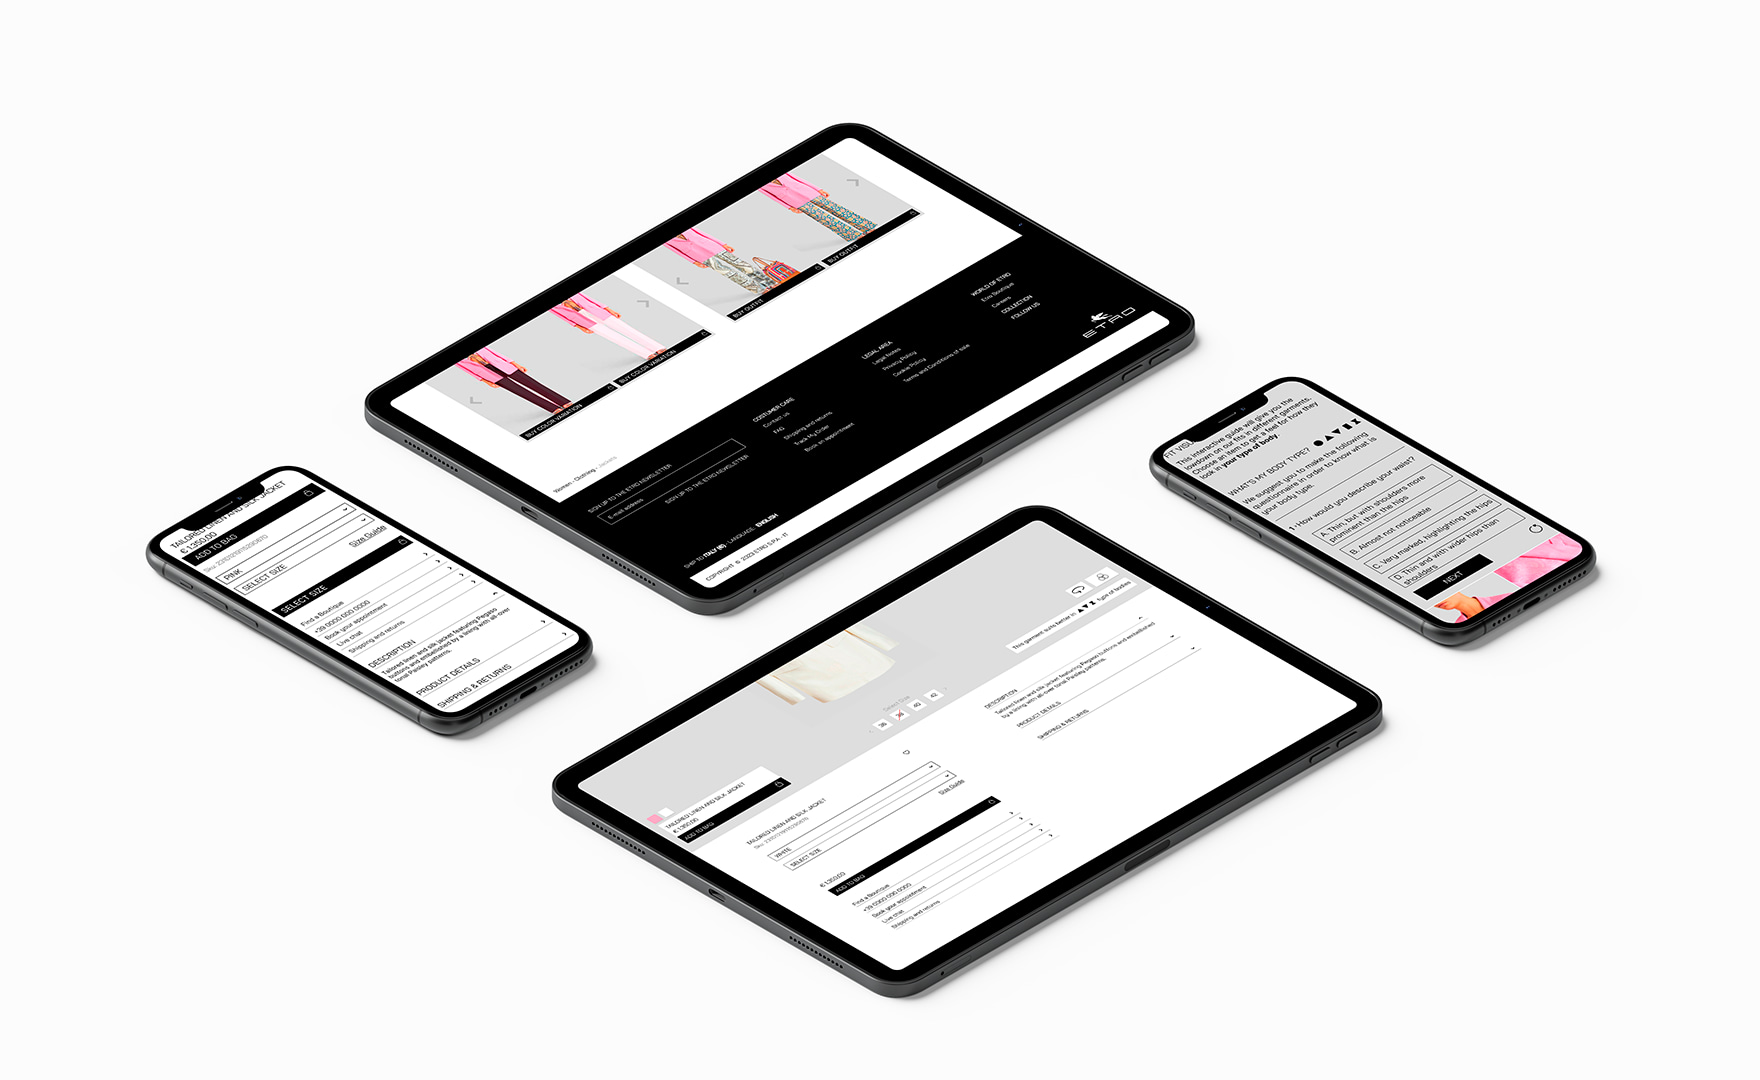 BUY COLOR VARIATION
BUY COLOR VARIATION
BUY OUTFIT
BUY OUTFIT
Women - Clothing - Jackets
SIGN UP TO THE ETRO NEWSLETTER
E-mail address
SIGN UP TO THE ETRO NEWSLETTER
COSTUMER CARE
Contact us
FAQ
Shipping and returns
Track My Order
Book an appointment
LEGAL AREA
Legal Notes
Privacy Policy
Cookie Policy
Terms and Conditions of sale
WORLD OF ETRO
Etro Boutique
Careers
COLLECTION
FOLLOW US
ETRO
SHIP TO ITALY (€) LANGUAGE: ENGLISH
COPYRIGHT © 2023 ETRO S.P.A. - IT
TAILORED LINEN AND SILK JACKET
€ 1.350,00
ADD TO BAG
PINK
SELECT SIZE
Size Guide
SELECT SIZE
Find a Boutique
+39 0000 000 0000
Book your appointment
Live chat
Shipping and returns
DESCRIPTION
Tailored linen and silk jacket featuring Pegaso
buttons and embellished by a lining with all-over
tonal Paisley patterns.
PRODUCT DETAILS
SHIPPING & RETURNS
FIT VISU
This interactive guide will give you the
lowdown on our fits in different garments.
Choose an item to get a feel for how they
look in your type of body.
WHAT'S MY BODY TYPE?
We suggest you to make the following
questionnaire in order to know what is
your body type.
1 - How would you describe your waist?
A. Thin, but with shoulders more
prominent than the hips
B. Almost not noticeable
C. Very marked, highlighting the hips
D. Thin and with wider hips than
shoulders
NEXT
This garment suits better in
type of bodies
Select Size
36
38
40
42
TAILORED LINEN AND SILK JACKET
€ 1.350,00
ADD TO BAG
TAILORED LINEN AND SILK JACKET
WHITE
SELECT SIZE
Size Guide
€ 1.350,00
ADD TO BAG
Find a Boutique
+39 0000 000 0000
Book your appointment
Live chat
Shipping and returns
DESCRIPTION
Tailored linen and silk jacket featuring Pegaso buttons and embellished
by a lining with all-over tonal Paisley patterns.
PRODUCT DETAILS
SHIPPING & RETURNS